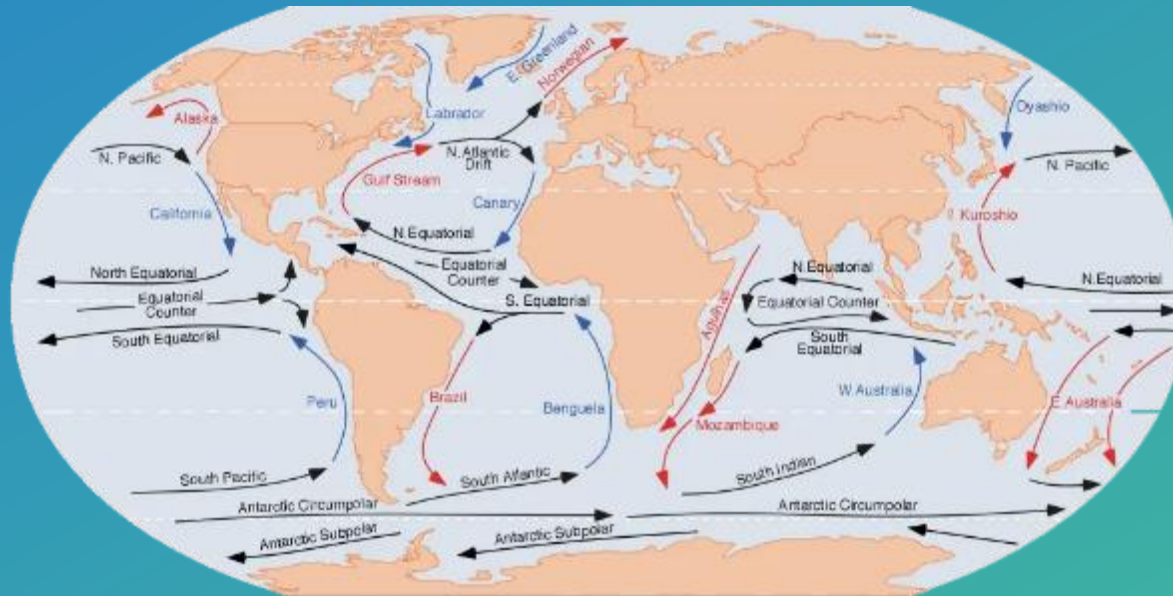 E. Greenland
Norwegian
Labrador
Alaska
Dyashio
N. Pacific
N. Atlantic
Drift
N. Pacific
Gulf Stream
California
Canary
Kuroshio
N.Equatorial
North Equatorial
Equatorial
Counter
N.Equatorial
N.Equatorial
Equatorial
Counter
S. Equatorial
Equatorial Counter
Agulhas
South Equatorial
South
Equatorial
Peru
Brazil
Benguela
W Australia
E Australia
Mozambique
South Pacific
South Atlantic
South Indian
Antarctic Circumpolar
Antarctic Circumpolar
Antarctic Subpolar
Antarctic Subpolar